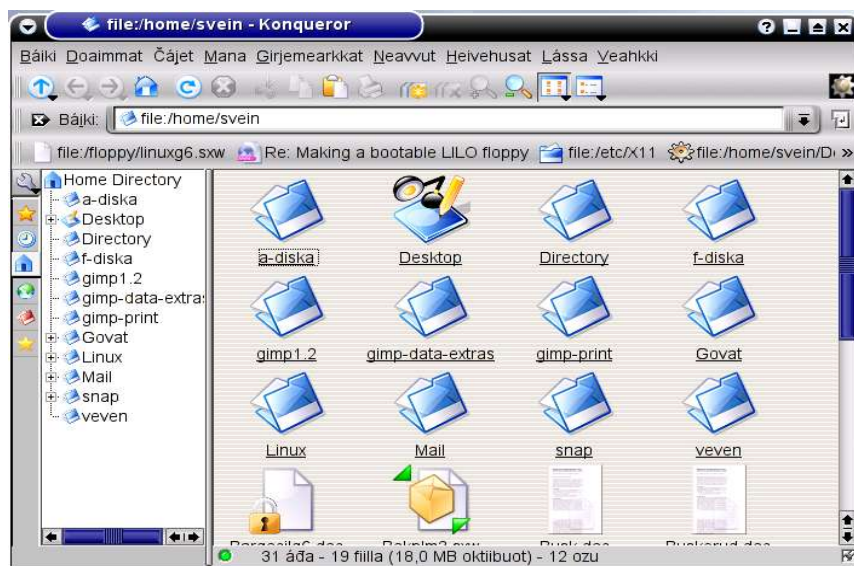 file:/home/svein - Konqueror
Báiki Doaimmat Čájet Mana Girjemearkkat Neavvut Heivehusat Lássa Veahkki
Bájki: file:/home/svein
file:/floppy/linuxg6.sxw Re: Making a bootable LILO floppy file:/etc/X11 file:/home/svein/D
Home Directory
a-diska
Desktop
Directory
f-diska
gimp1.2
gimp-data-extras
gimp-print
Govat
Linux
Mail
snap
veven
a-diska Desktop Directory f-diska
gimp1.2 gimp-data-extras gimp-print Govat
Linux Mail snap veven
31 áđa - 19 fiilla (18,0 MB oktiibuot) - 12 ozu